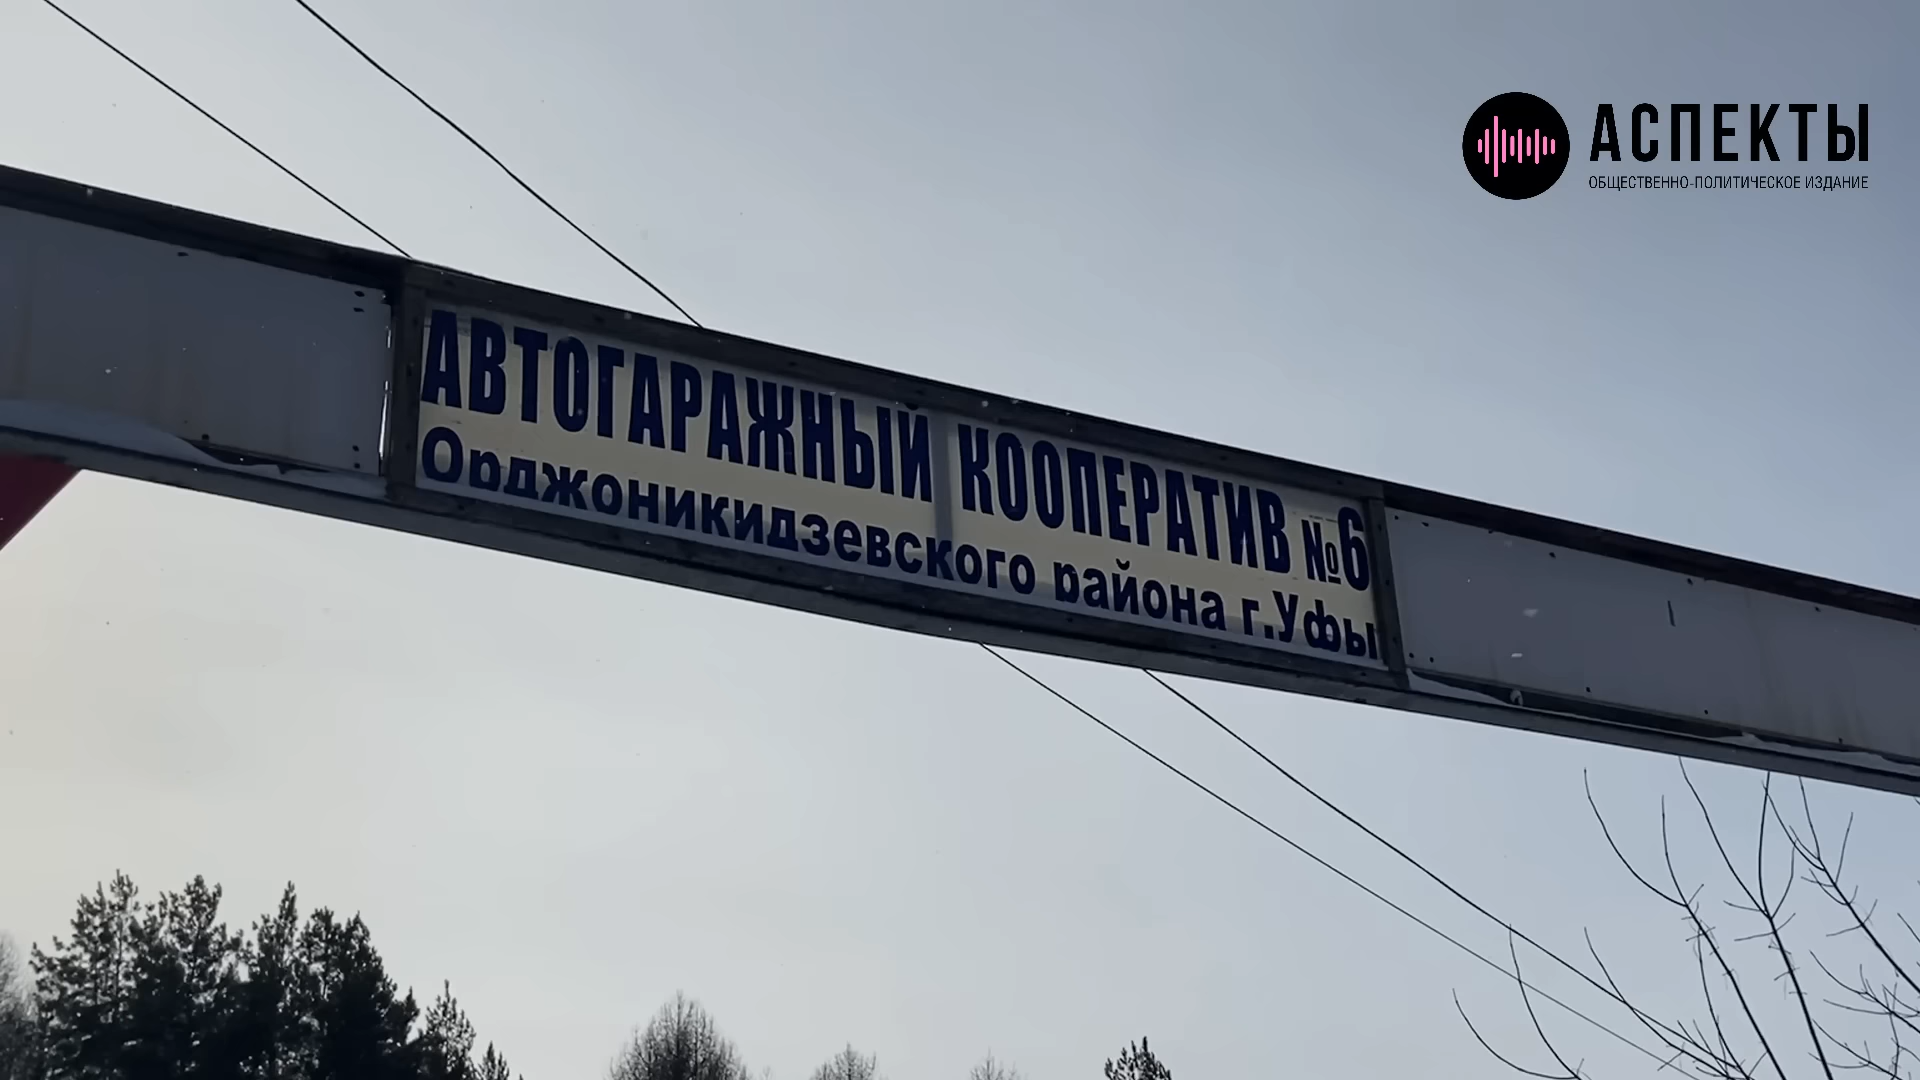 АСПЕКТЫ
ОБЩЕСТВЕННО-ПОЛИТИЧЕСКОЕ ИЗДАНИЕ
АВТОГАРАЖНЫЙ КООПЕРАТИВ №6
Орджоникидзевского района г.Уфы